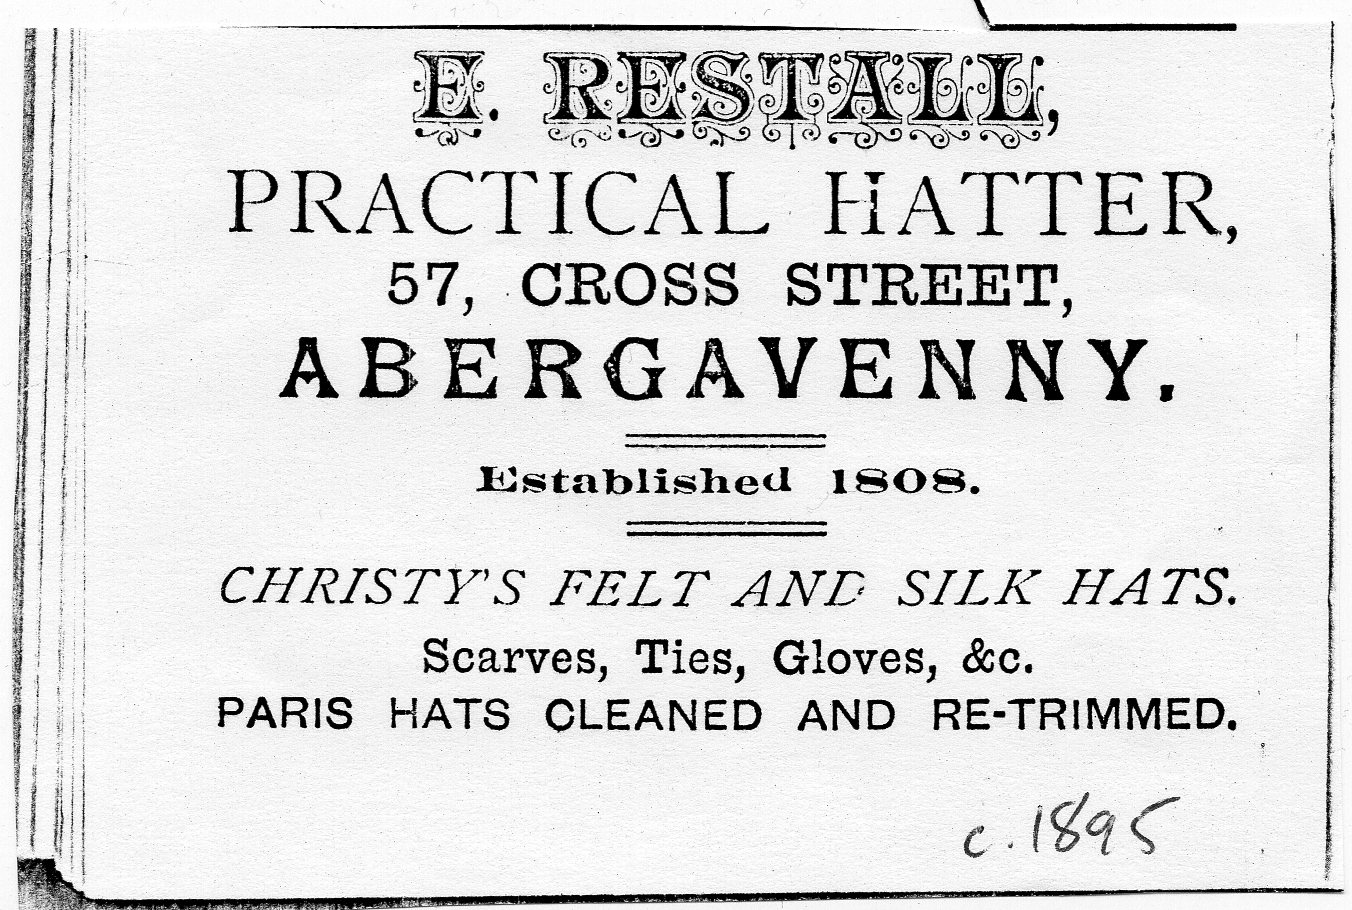 E. RESTALL,
PRACTICAL HATTER,
57, CROSS STREET,
ABERGAVENNY.
Established 1808.
CHRISTY'S FELT AND SILK HATS.
Scarves, Ties, Gloves, &c.
PARIS HATS CLEANED AND RE-TRIMMED.
c. 1895